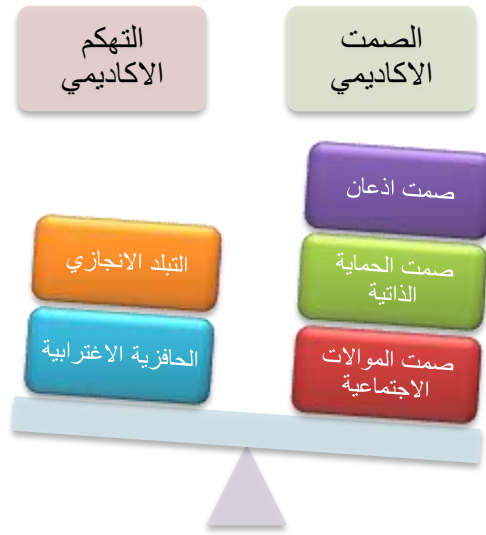 الصمت
الاكاديمي
التهكم
الاكاديمي
صمت اذعان
صمت الحماية
الذاتية
صمت الموالات
الاجتماعية
التبلد الانجازي
الحافزية الاغترابية